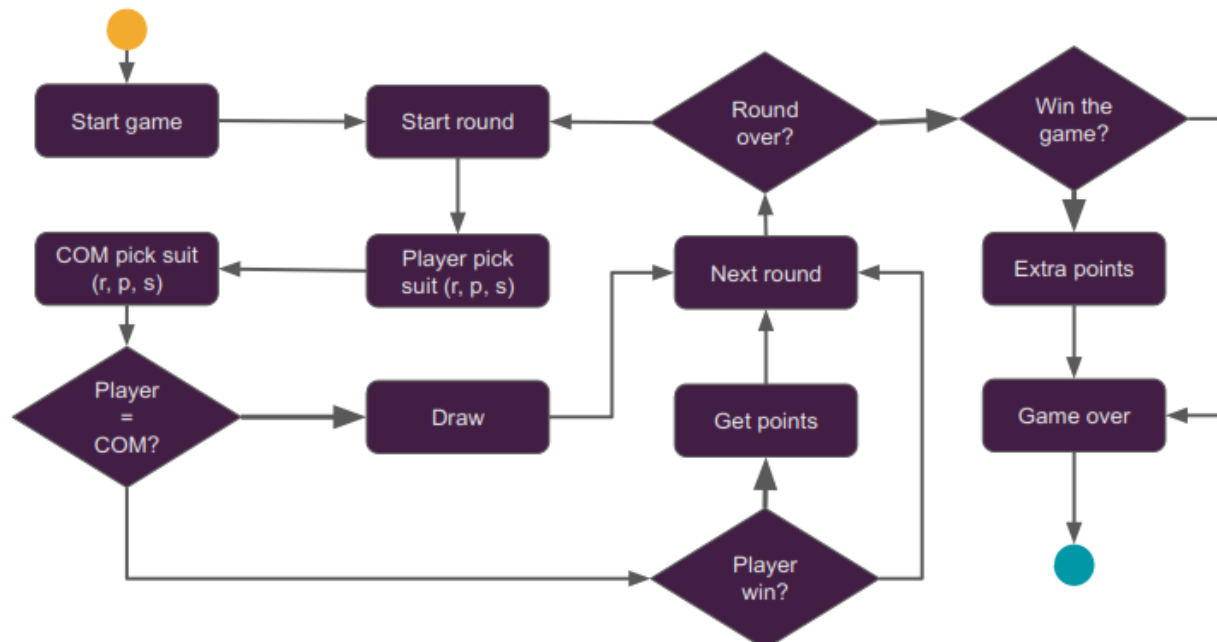 Start game
Start round
Round
over?
Win the
game?
COM pick suit
(r, p, s)
Player pick
suit (r, p, s)
Next round
Extra points
Player
=
COM?
Draw
Get points
Game over
Player
win?